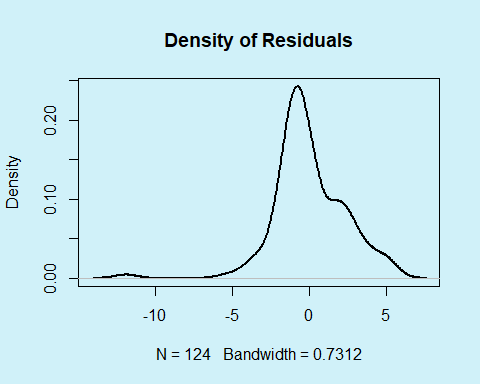 Density of Residuals
Density
0.00 0.10 0.20
-10 -5 0 5
N = 124 Bandwidth = 0.7312